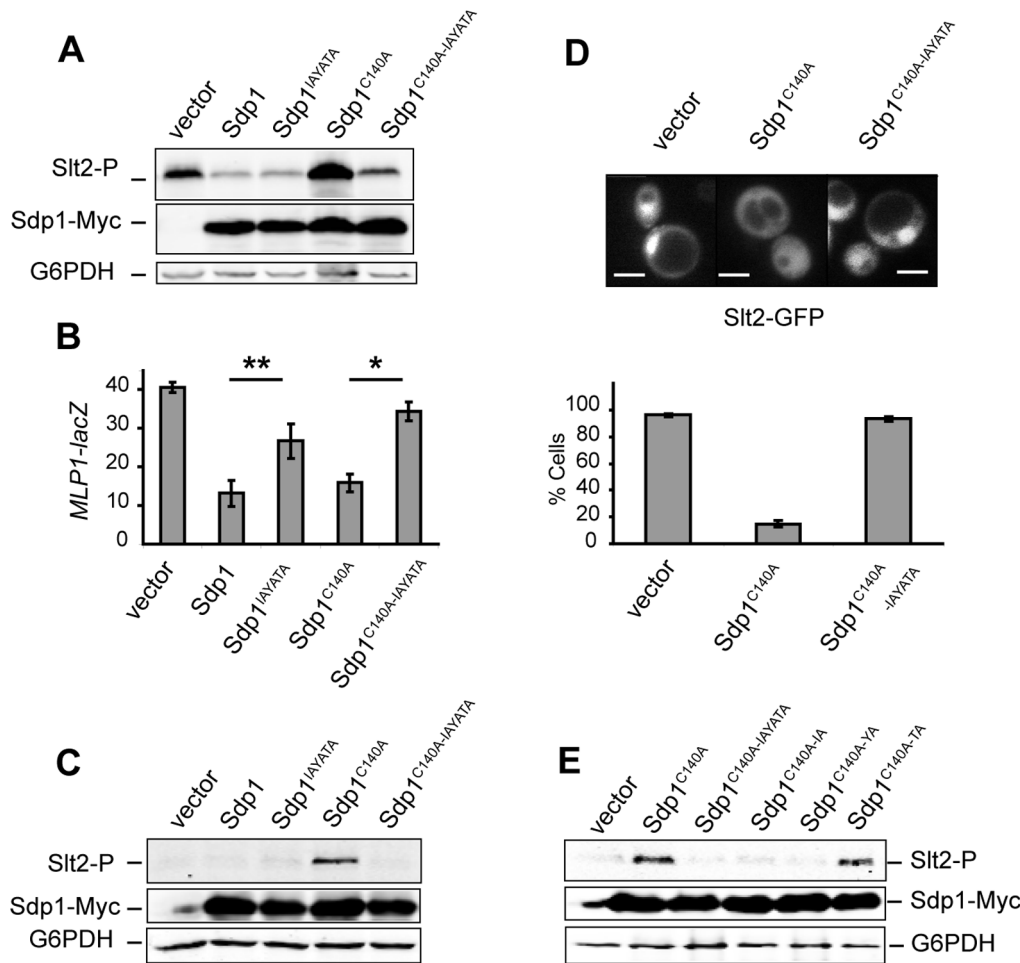 A
vector
Sdp1
Sdp1IAYATA
Sdp1C140A
Sdp1C140A-IAYATA
Slt2-P
Sdp1-Myc
G6PDH
B
MLP1-lacZ
40
30
20
10
0
**
*
vector
Sdp1
Sdp1IAYATA
Sdp1C140A
Sdp1C140A-IAYATA
C
vector
Sdp1
Sdp1IAYATA
Sdp1C140A
Sdp1C140A-IAYATA
Slt2-P
Sdp1-Myc
G6PDH
D
vector
Sdp1C140A
Sdp1C140A-IAYATA
Slt2-GFP
% Cells
100
80
60
40
20
0
vector
Sdp1C140A
Sdp1C140A
-IAYATA
E
vector
Sdp1C140A
Sdp1C140A-IAYATA
Sdp1C140A-IA
Sdp1C140A-YA
Sdp1C140A-TA
Slt2-P
Sdp1-Myc
G6PDH